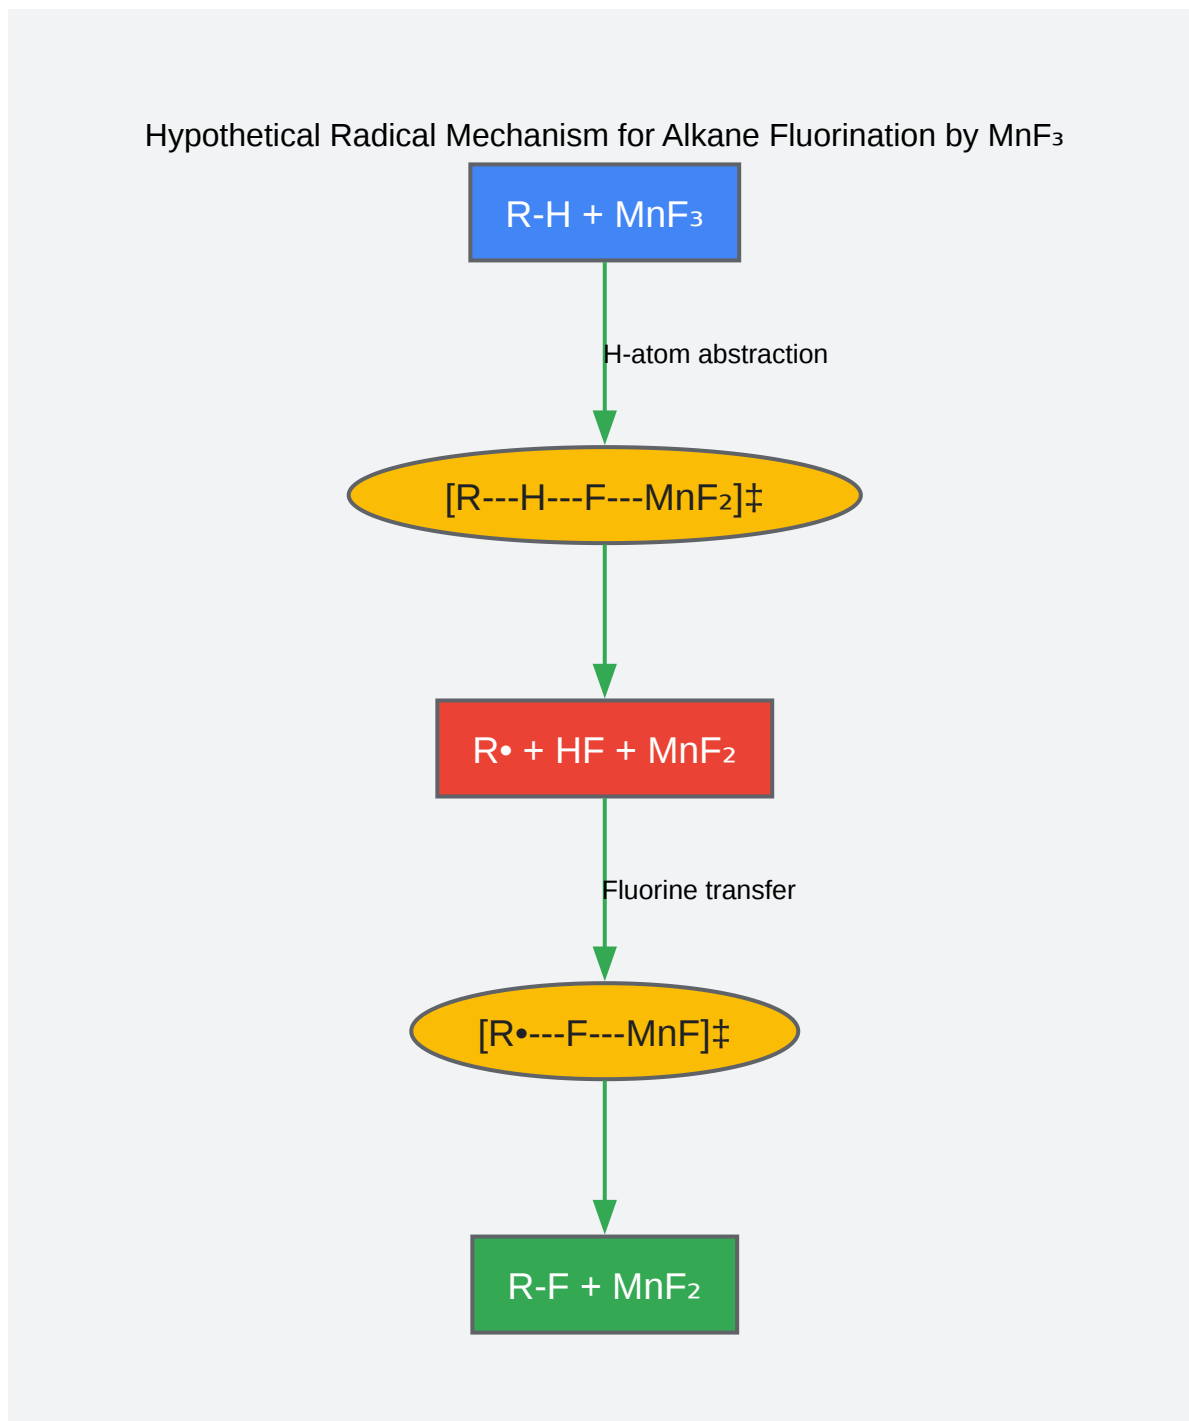 Hypothetical Radical Mechanism for Alkane Fluorination by MnF₃
R-H + MnF₃
H-atom abstraction
[R---H---F---MnF₂]‡
R• + HF + MnF₂
Fluorine transfer
[R•---F---MnF]‡
R-F + MnF₂